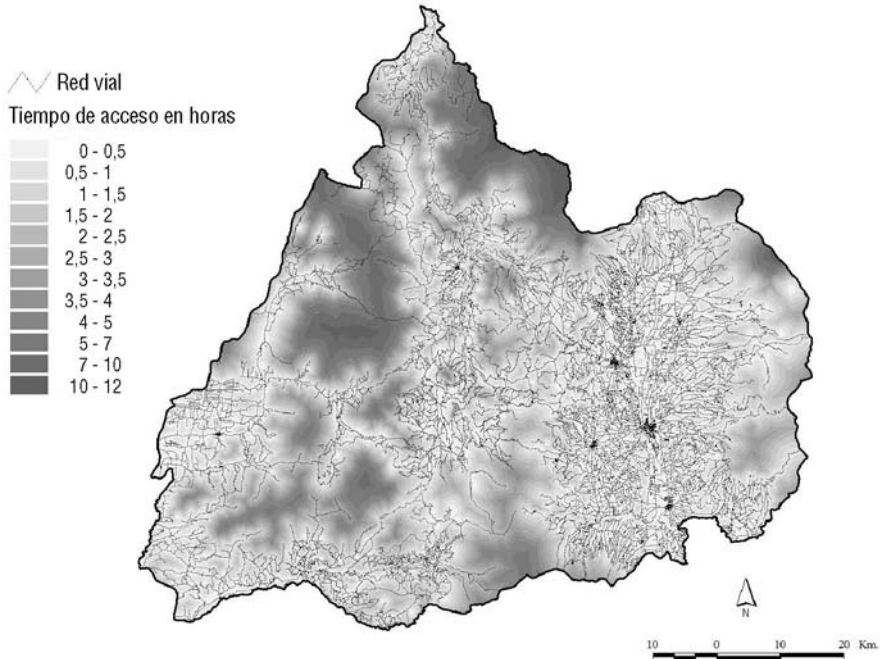 Red vial
Tiempo de acceso en horas
0 - 0,5
0,5 - 1
1 - 1,5
1,5 - 2
2 - 2,5
2,5 - 3
3 - 3,5
3,5 - 4
4 - 5
5 - 7
7 - 10
10 - 12
N
10 0 10 20 Km.